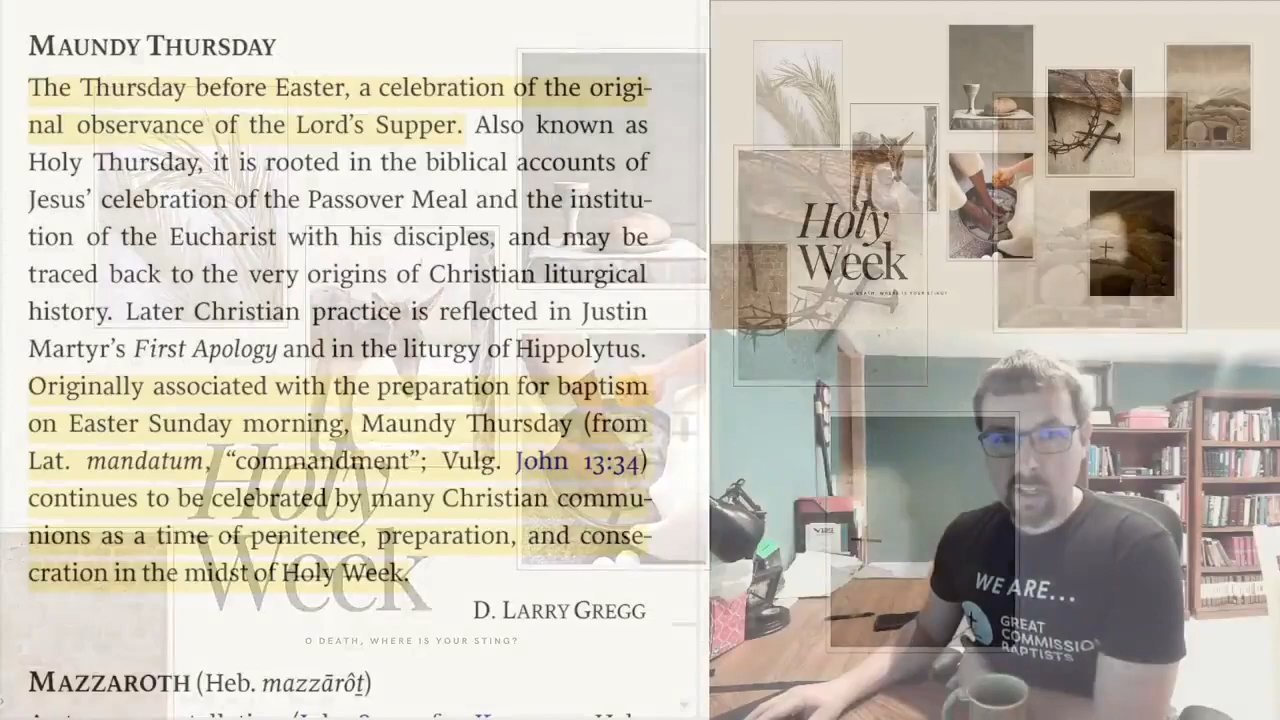 MAUNDY THURSDAY
The Thursday before Easter, a celebration of the origi-
nal observance of the Lord's Supper. Also known as
Holy Thursday, it is rooted in the biblical accounts of
Jesus' celebration of the Passover Meal and the institu-
tion of the Eucharist with his disciples, and may be
traced back to the very origins of Christian liturgical
history. Later Christian practice is reflected in Justin
Martyr's First Apology and in the liturgy of Hippolytus.
Originally associated with the preparation for baptism
on Easter Sunday morning, Maundy Thursday (from
Lat. mandatum, "commandment"; Vulg. John 13:34)
continues to be celebrated by many Christian commu-
nions as a time of penitence, preparation, and conse-
cration in the midst of Holy Week.
D. LARRY GREGG
Holy
Week
O DEATH, WHERE IS YOUR STING?
MAZZAROTH (Heb. mazzārôṯ)
Holy
Week
O DEATH, WHERE IS YOUR STING?
WE ARE...
GREAT
COMMISSION
BAPTISTS